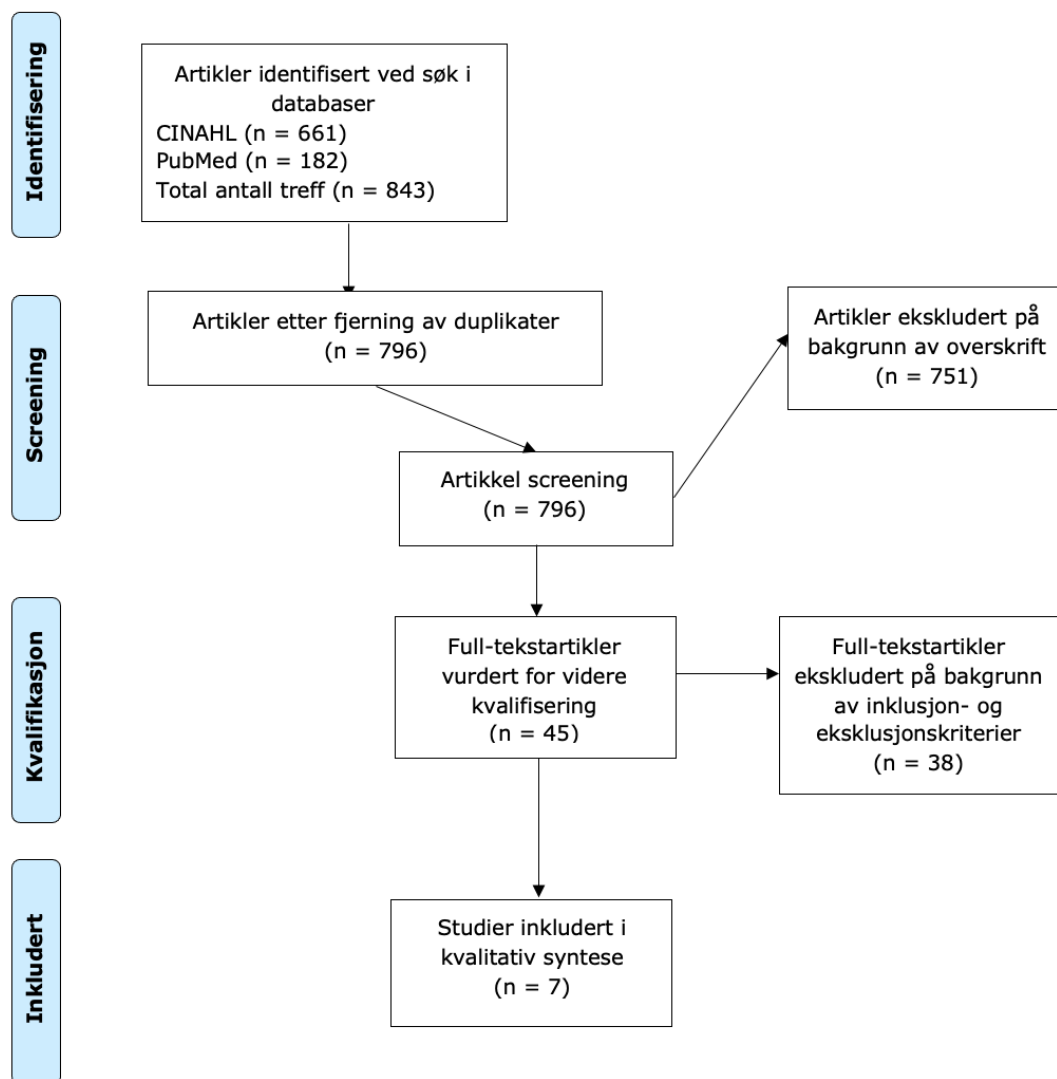 Identifisering
Artikler identifisert ved søk i
databaser
CINAHL (n = 661)
PubMed (n = 182)
Total antall treff (n = 843)
Screening
Artikler etter fjerning av duplikater
(n = 796)
Artikler ekskludert på
bakgrunn av overskrift
(n = 751)
Artikkel screening
(n = 796)
Kvalifikasjon
Full-tekstartikler
vurdert for videre
kvalifisering
(n = 45)
Full-tekstartikler
ekskludert på bakgrunn
av inklusjon- og
eksklusjonskriterier
(n = 38)
Inkludert
Studier inkludert i
kvalitativ syntese
(n = 7)